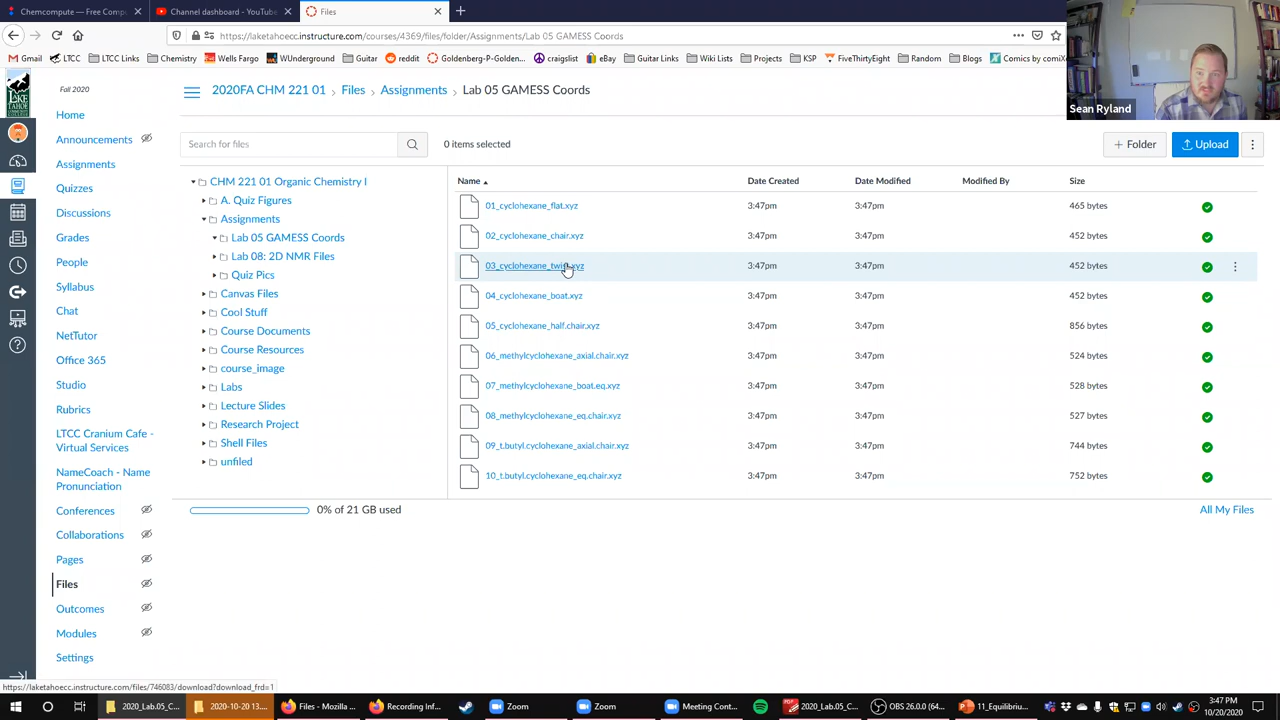 Chemcompute — Free Compu
Channel dashboard - YouTube
Files
https://laketahoecc.instructure.com/courses/4369/files/folder/Assignments/Lab 05 GAMESS Coords
Gmail
LTCC
LTCC Links
Chemistry
Wells Fargo
WUnderground
Guitar
reddit
Goldenberg-P-Golden...
craigslist
eBay
Guitar Links
Wiki Lists
Projects
KSP
FiveThirtyEight
Random
Blogs
Comics by comiX
Sean Ryland
Fall 2020
Home
Announcements
Assignments
Quizzes
Discussions
Grades
People
Syllabus
Chat
NetTutor
Office 365
Studio
Rubrics
LTCC Cranium Cafe -
Virtual Services
NameCoach - Name
Pronunciation
Conferences
Collaborations
Pages
Files
Outcomes
Modules
Settings
2020FA CHM 221 01 › Files › Assignments › Lab 05 GAMESS Coords
Search for files
0 items selected
+ Folder
Upload
CHM 221 01 Organic Chemistry I
A. Quiz Figures
Assignments
Lab 05 GAMESS Coords
Lab 08: 2D NMR Files
Quiz Pics
Canvas Files
Cool Stuff
Course Documents
Course Resources
course_image
Labs
Lecture Slides
Research Project
Shell Files
unfiled
Name Date Created Date Modified Modified By Size
01_cyclohexane_flat.xyz 3:47pm 3:47pm 465 bytes
02_cyclohexane_chair.xyz 3:47pm 3:47pm 452 bytes
03_cyclohexane_twist.xyz 3:47pm 3:47pm 452 bytes
04_cyclohexane_boat.xyz 3:47pm 3:47pm 452 bytes
05_cyclohexane_half.chair.xyz 3:47pm 3:47pm 856 bytes
06_methylcyclohexane_axial.chair.xyz 3:47pm 3:47pm 524 bytes
07_methylcyclohexane_boat.eq.xyz 3:47pm 3:47pm 528 bytes
08_methylcyclohexane_eq.chair.xyz 3:47pm 3:47pm 527 bytes
09_t.butyl.cyclohexane_axial.chair.xyz 3:47pm 3:47pm 744 bytes
10_t.butyl.cyclohexane_eq.chair.xyz 3:47pm 3:47pm 752 bytes
0% of 21 GB used
All My Files
https://laketahoecc.instructure.com/files/746083/download?download_frd=1
2020_Lab.05_C...
2020-10-20 13....
Files - Mozilla ...
Recording Inf...
Zoom
Zoom
Meeting Cont...
2020_Lab.05_C...
OBS 26.0.0 (64...
11_Equilibriu...
3:47 PM
10/20/2020